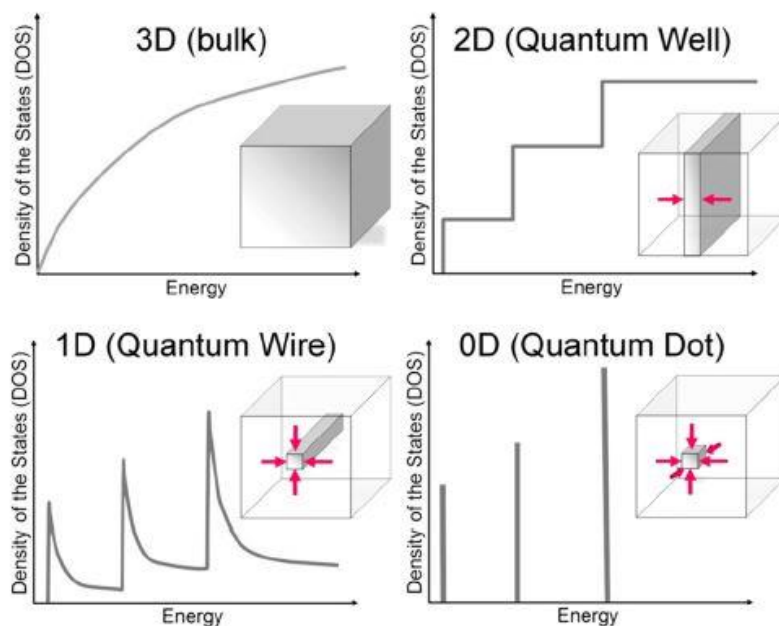 3D (bulk)
Density of the States (DOS)
Energy
2D (Quantum Well)
Density of the States (DOS)
Energy
1D (Quantum Wire)
Density of the States (DOS)
Energy
0D (Quantum Dot)
Density of the States (DOS)
Energy